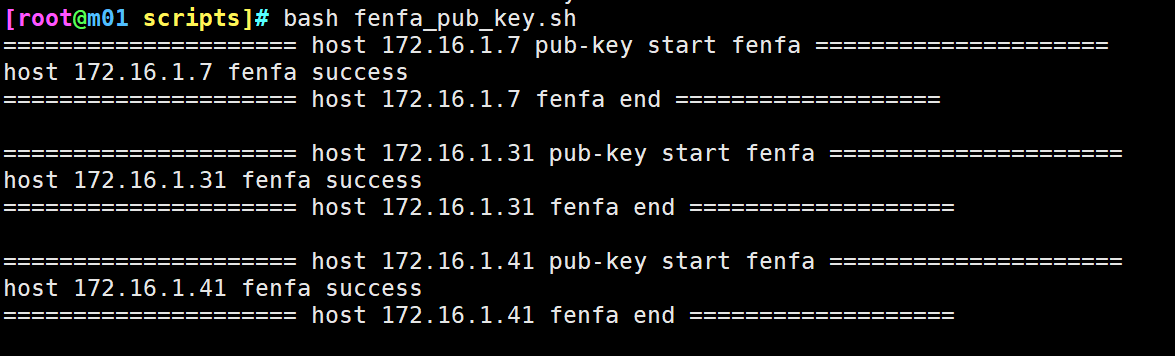 [root@m01 scripts]# bash fenfa_pub_key.sh
===================== host 172.16.1.7 pub-key start fenfa =====================
host 172.16.1.7 fenfa success
===================== host 172.16.1.7 fenfa end ===================
===================== host 172.16.1.31 pub-key start fenfa =====================
host 172.16.1.31 fenfa success
===================== host 172.16.1.31 fenfa end ===================
===================== host 172.16.1.41 pub-key start fenfa =====================
host 172.16.1.41 fenfa success
===================== host 172.16.1.41 fenfa end ===================